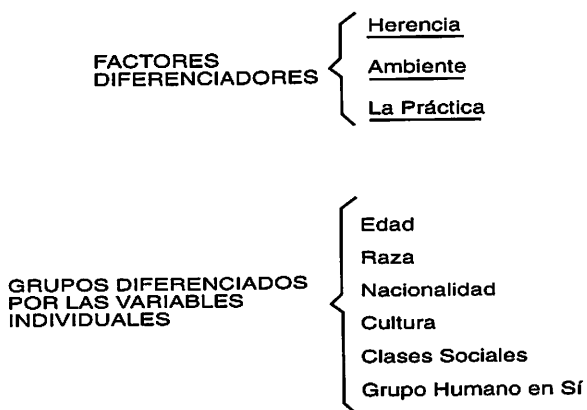 FACTORES
DIFERENCIADORES
Herencia
Ambiente
La Práctica
GRUPOS DIFERENCIADOS
POR LAS VARIABLES
INDIVIDUALES
Edad
Raza
Nacionalidad
Cultura
Clases Sociales
Grupo Humano en Sí